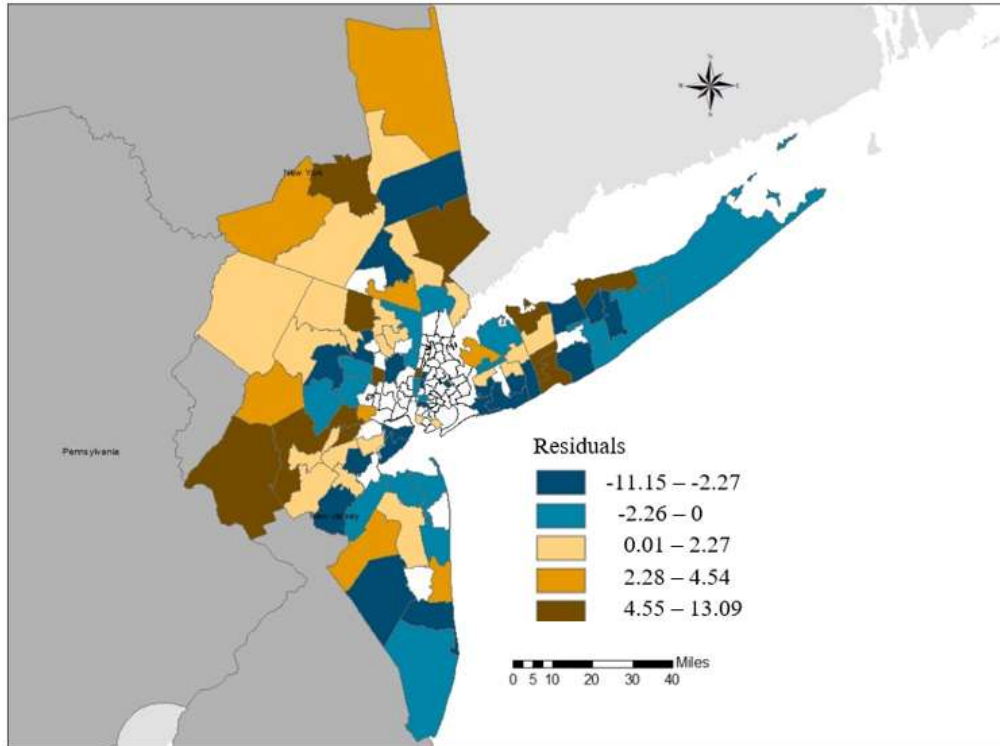 New York
Pennsylvania
Residuals
-11.15 – -2.27
-2.26 – 0
0.01 – 2.27
2.28 – 4.54
4.55 – 13.09
Miles
0 5 10 20 30 40
N
W
E
S